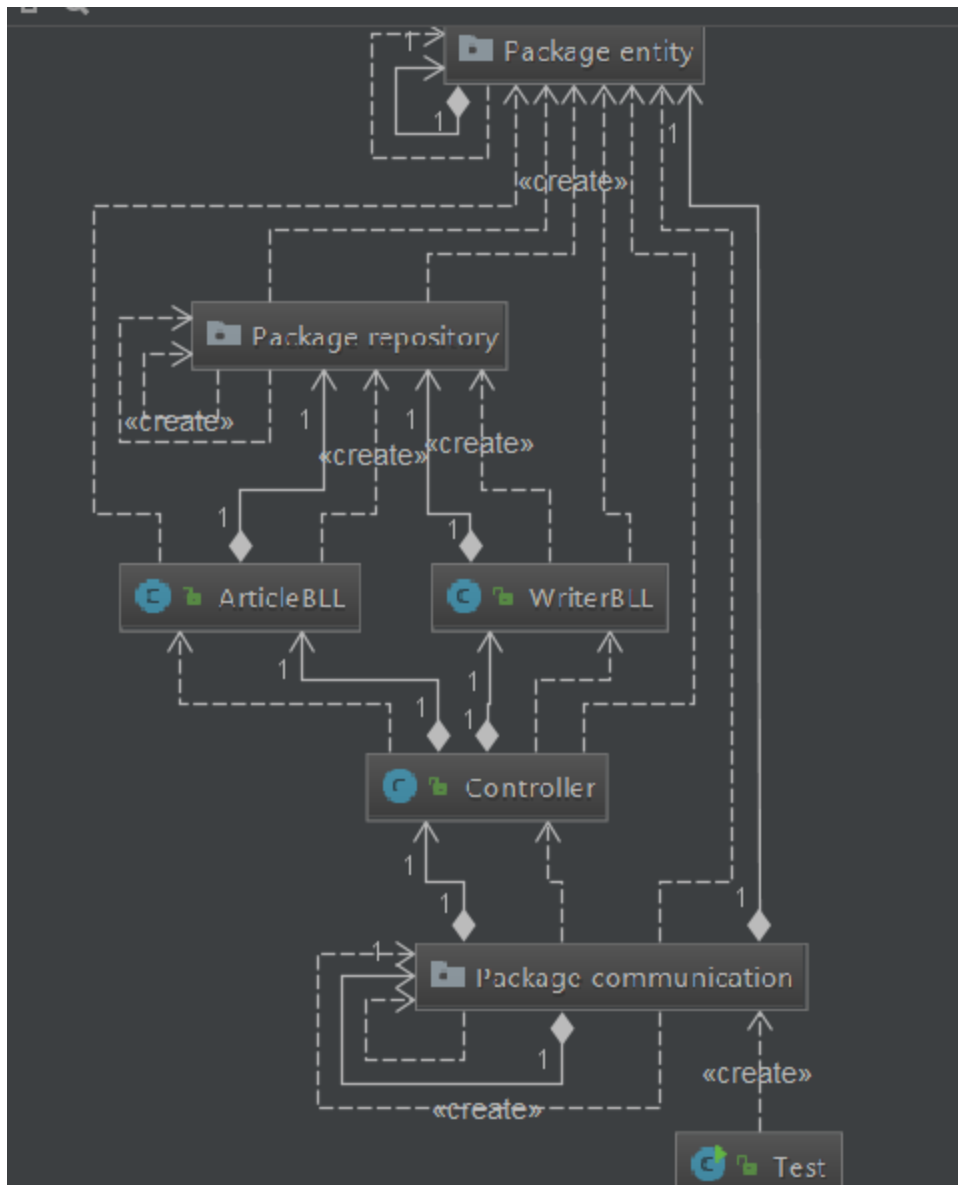 1
Package entity
1
1
«create»
Package repository
«create»
1
1
«create»
«create»
1
1
C ArticleBLL
C WriterBLL
1
1
1
1
C Controller
1
1
1
1
Package communication
1
«create»
«create»
C Test